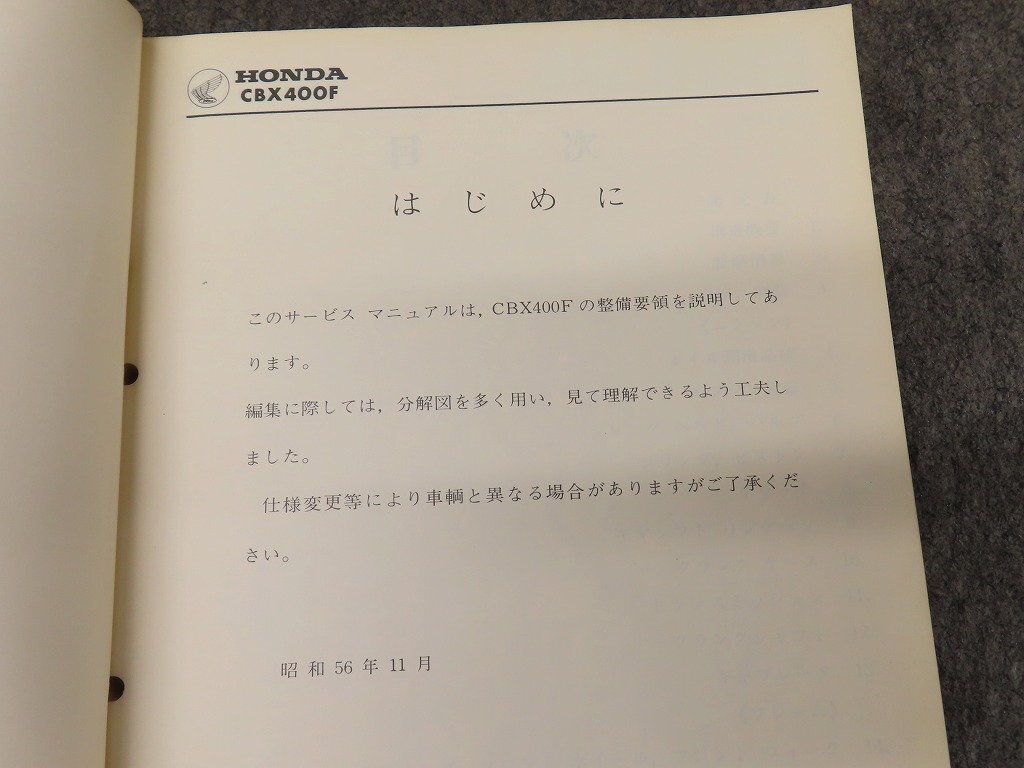 HONDA
CBX400F
はじめに
このサービス マニュアルは, CBX400F の整備要領を説明してあ
ります。
編集に際しては, 分解図を多く用い, 見て理解できるよう工夫し
ました。
仕様変更等により車輌と異なる場合がありますがご了承くだ
さい。
昭和 56 年 11 月
目次